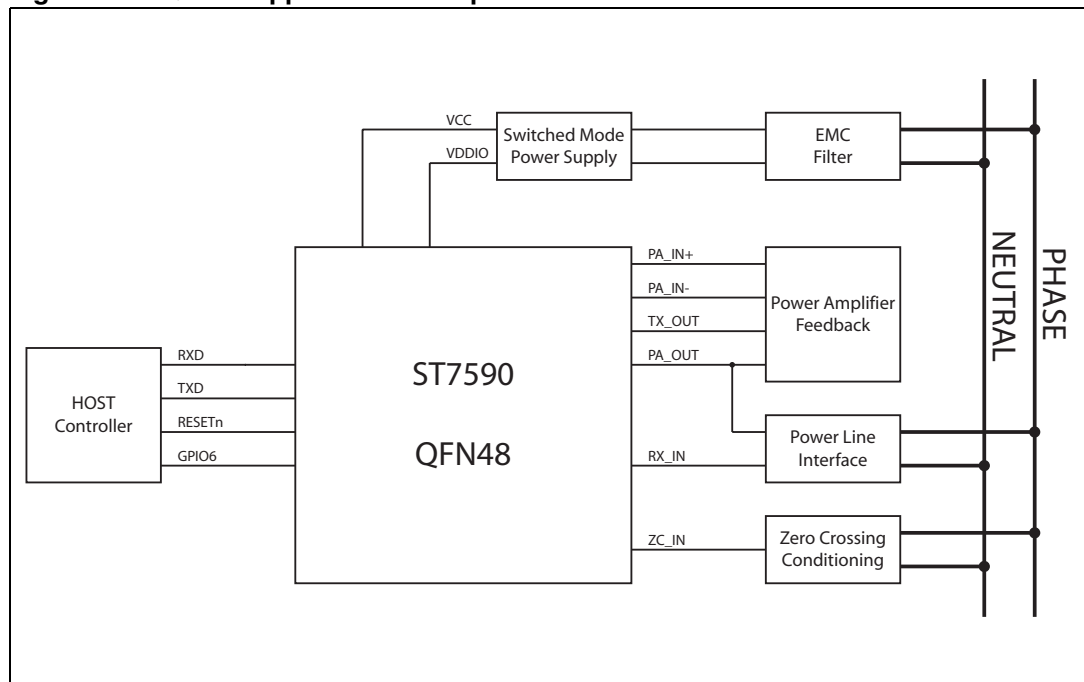 VCC
Switched Mode
Power Supply
VDDIO
EMC
Filter
NEUTRAL
PHASE
PA_IN+
PA_IN-
TX_OUT
PA_OUT
Power Amplifier
Feedback
HOST
Controller
RXD
TXD
RESETn
GPIO6
ST7590
QFN48
RX_IN
Power Line
Interface
ZC_IN
Zero Crossing
Conditioning